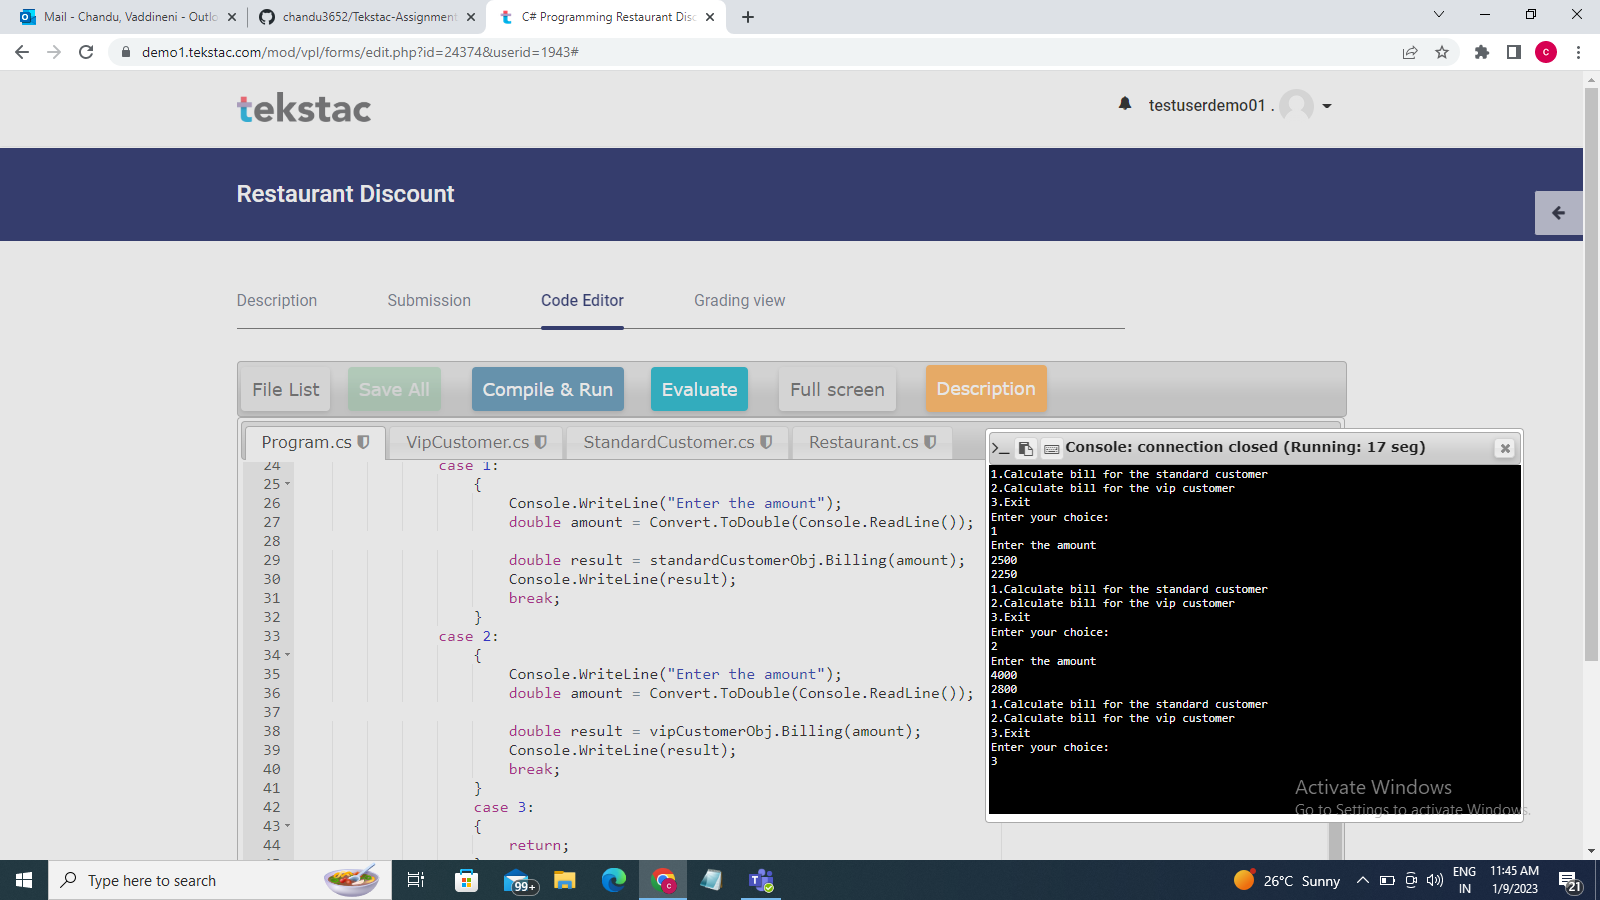 Mail - Chandu, Vaddineni - Outlo
chandu3652/Tekstac-Assignment
C# Programming Restaurant Disc
demo1.tekstac.com/mod/vpl/forms/edit.php?id=24374&userid=1943#
c
tekstac
testuserdemo01 .
Restaurant Discount
Description
Submission
Code Editor
Grading view
File List
Save All
Compile & Run
Evaluate
Full screen
Description
Program.cs
VipCustomer.cs
StandardCustomer.cs
Restaurant.cs
24 case 1:
25 {
26 Console.WriteLine("Enter the amount");
27 double amount = Convert.ToDouble(Console.ReadLine());
28
29 double result = standardCustomerObj.Billing(amount);
30 Console.WriteLine(result);
31 break;
32 }
33 case 2:
34 {
35 Console.WriteLine("Enter the amount");
36 double amount = Convert.ToDouble(Console.ReadLine());
37
38 double result = vipCustomerObj.Billing(amount);
39 Console.WriteLine(result);
40 break;
41 }
42 case 3:
43 {
44 return;
Console: connection closed (Running: 17 seg)
1.Calculate bill for the standard customer
2.Calculate bill for the vip customer
3.Exit
Enter your choice:
1
Enter the amount
2500
2250
1.Calculate bill for the standard customer
2.Calculate bill for the vip customer
3.Exit
Enter your choice:
2
Enter the amount
4000
2800
1.Calculate bill for the standard customer
2.Calculate bill for the vip customer
3.Exit
Enter your choice:
3
Activate Windows
Go to Settings to activate Windows.
Type here to search
99+
26°C Sunny
ENG
IN
11:45 AM
1/9/2023
21